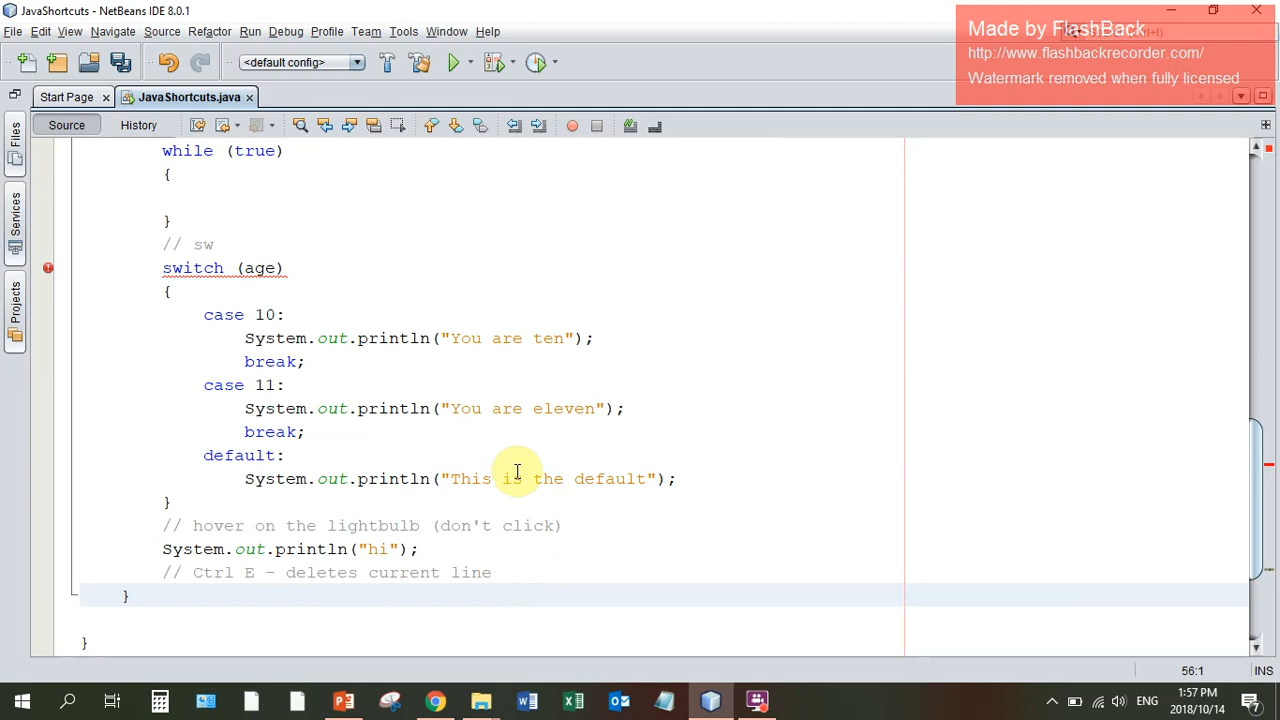 JavaShortcuts - NetBeans IDE 8.0.1
File Edit View Navigate Source Refactor Run Debug Profile Team Tools Window Help
Made by FlashBack
http://www.flashbackrecorder.com/
Watermark removed when fully licensed
<default config>
Start Page
JavaShortcuts.java
Source History
Files
Services
Projects
while (true)
{
}
// sw
switch (age)
{
case 10:
System.out.println("You are ten");
break;
case 11:
System.out.println("You are eleven");
break;
default:
System.out.println("This is the default");
}
// hover on the lightbulb (don't click)
System.out.println("hi");
// Ctrl E - deletes current line
}
}
56:1 INS
ENG
1:57 PM
2018/10/14
7